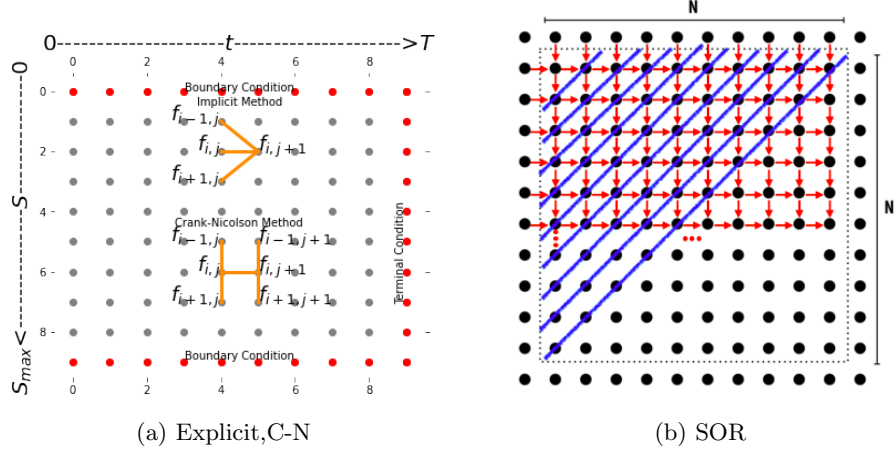 0---------------------t---------------------->T
0 2 4 6 8
N
S_max<------------S------------0
0
2
4
6
8
Boundary Condition
Implicit Method
f_{i-1,j}
f_{i,j} f_{i,j+1}
f_{i+1,j}
Crank-Nicolson Method
f_{i-1,j} f_{i-1,j+1}
f_{i,j} f_{i,j+1}
f_{i+1,j} f_{i+1,j+1}
Terminal Condition
Boundary Condition
0 2 4 6 8
N
(a) Explicit,C-N
(b) SOR